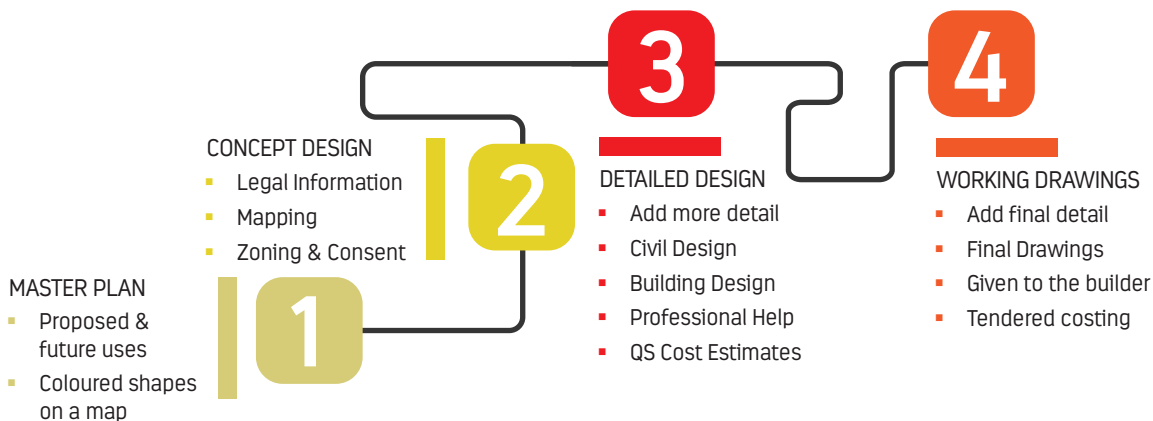 1
MASTER PLAN
▪ Proposed &
future uses
▪ Coloured shapes
on a map
2
CONCEPT DESIGN
▪ Legal Information
▪ Mapping
▪ Zoning & Consent
3
DETAILED DESIGN
▪ Add more detail
▪ Civil Design
▪ Building Design
▪ Professional Help
▪ QS Cost Estimates
4
WORKING DRAWINGS
▪ Add final detail
▪ Final Drawings
▪ Given to the builder
▪ Tendered costing